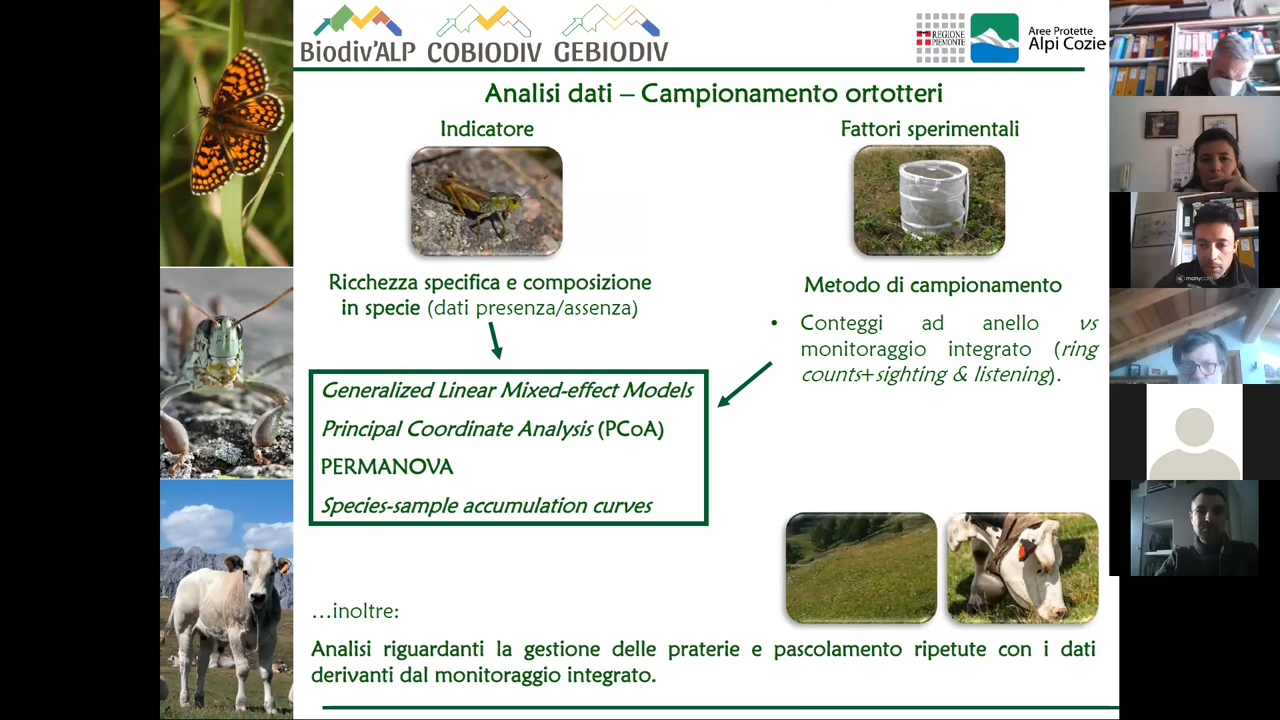 Biodiv'ALP COBIODIV GEBIODIV
REGIONE
PIEMONTE
Aree Protette
Alpi Cozie
Analisi dati – Campionamento ortotteri
Indicatore
Ricchezza specifica e composizione
in specie (dati presenza/assenza)
Fattori sperimentali
Metodo di campionamento
• Conteggi ad anello vs
monitoraggio integrato (ring
counts+sighting & listening).
Generalized Linear Mixed-effect Models
Principal Coordinate Analysis (PCoA)
PERMANOVA
Species-sample accumulation curves
...inoltre:
Analisi riguardanti la gestione delle praterie e pascolamento ripetute con i dati
derivanti dal monitoraggio integrato.